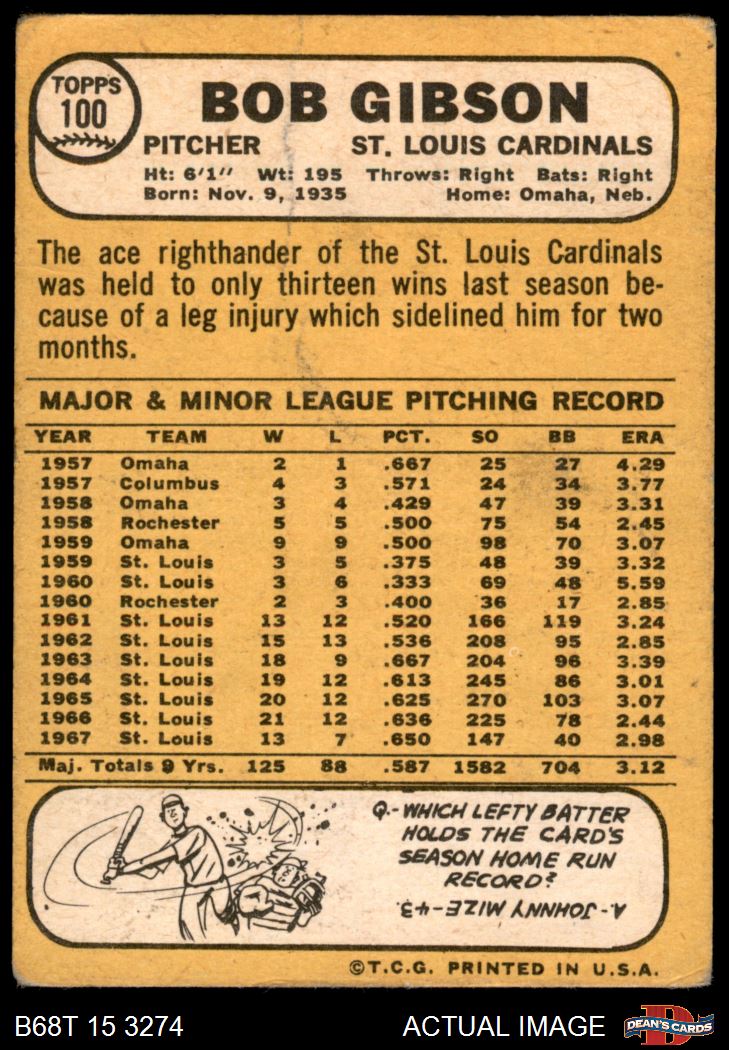 TOPPS
100
BOB GIBSON
PITCHER ST. LOUIS CARDINALS
Ht: 6'1" Wt: 195 Throws: Right Bats: Right
Born: Nov. 9, 1935 Home: Omaha, Neb.
The ace righthander of the St. Louis Cardinals
was held to only thirteen wins last season be-
cause of a leg injury which sidelined him for two
months.
MAJOR & MINOR LEAGUE PITCHING RECORD
YEAR TEAM W L PCT. SO BB ERA
1957 Omaha 2 1 .667 25 27 4.29
1957 Columbus 4 3 .571 24 34 3.77
1958 Omaha 3 4 .429 47 39 3.31
1958 Rochester 5 5 .500 75 54 2.45
1959 Omaha 9 9 .500 98 70 3.07
1959 St. Louis 3 5 .375 48 39 3.32
1960 St. Louis 3 6 .333 69 48 5.59
1960 Rochester 2 3 .400 36 17 2.85
1961 St. Louis 13 12 .520 166 119 3.24
1962 St. Louis 15 13 .536 208 95 2.85
1963 St. Louis 18 9 .667 204 96 3.39
1964 St. Louis 19 12 .613 245 86 3.01
1965 St. Louis 20 12 .625 270 103 3.07
1966 St. Louis 21 12 .636 225 78 2.44
1967 St. Louis 13 7 .650 147 40 2.98
Maj. Totals 9 Yrs. 125 88 .587 1582 704 3.12
Q.-WHICH LEFTY BATTER
HOLDS THE CARD'S
SEASON HOME RUN
RECORD?
A. JOHNNY MIZE-43.
©T.C.G. PRINTED IN U.S.A.
B68T 15 3274 ACTUAL IMAGE
D
DEAN'S CARDS